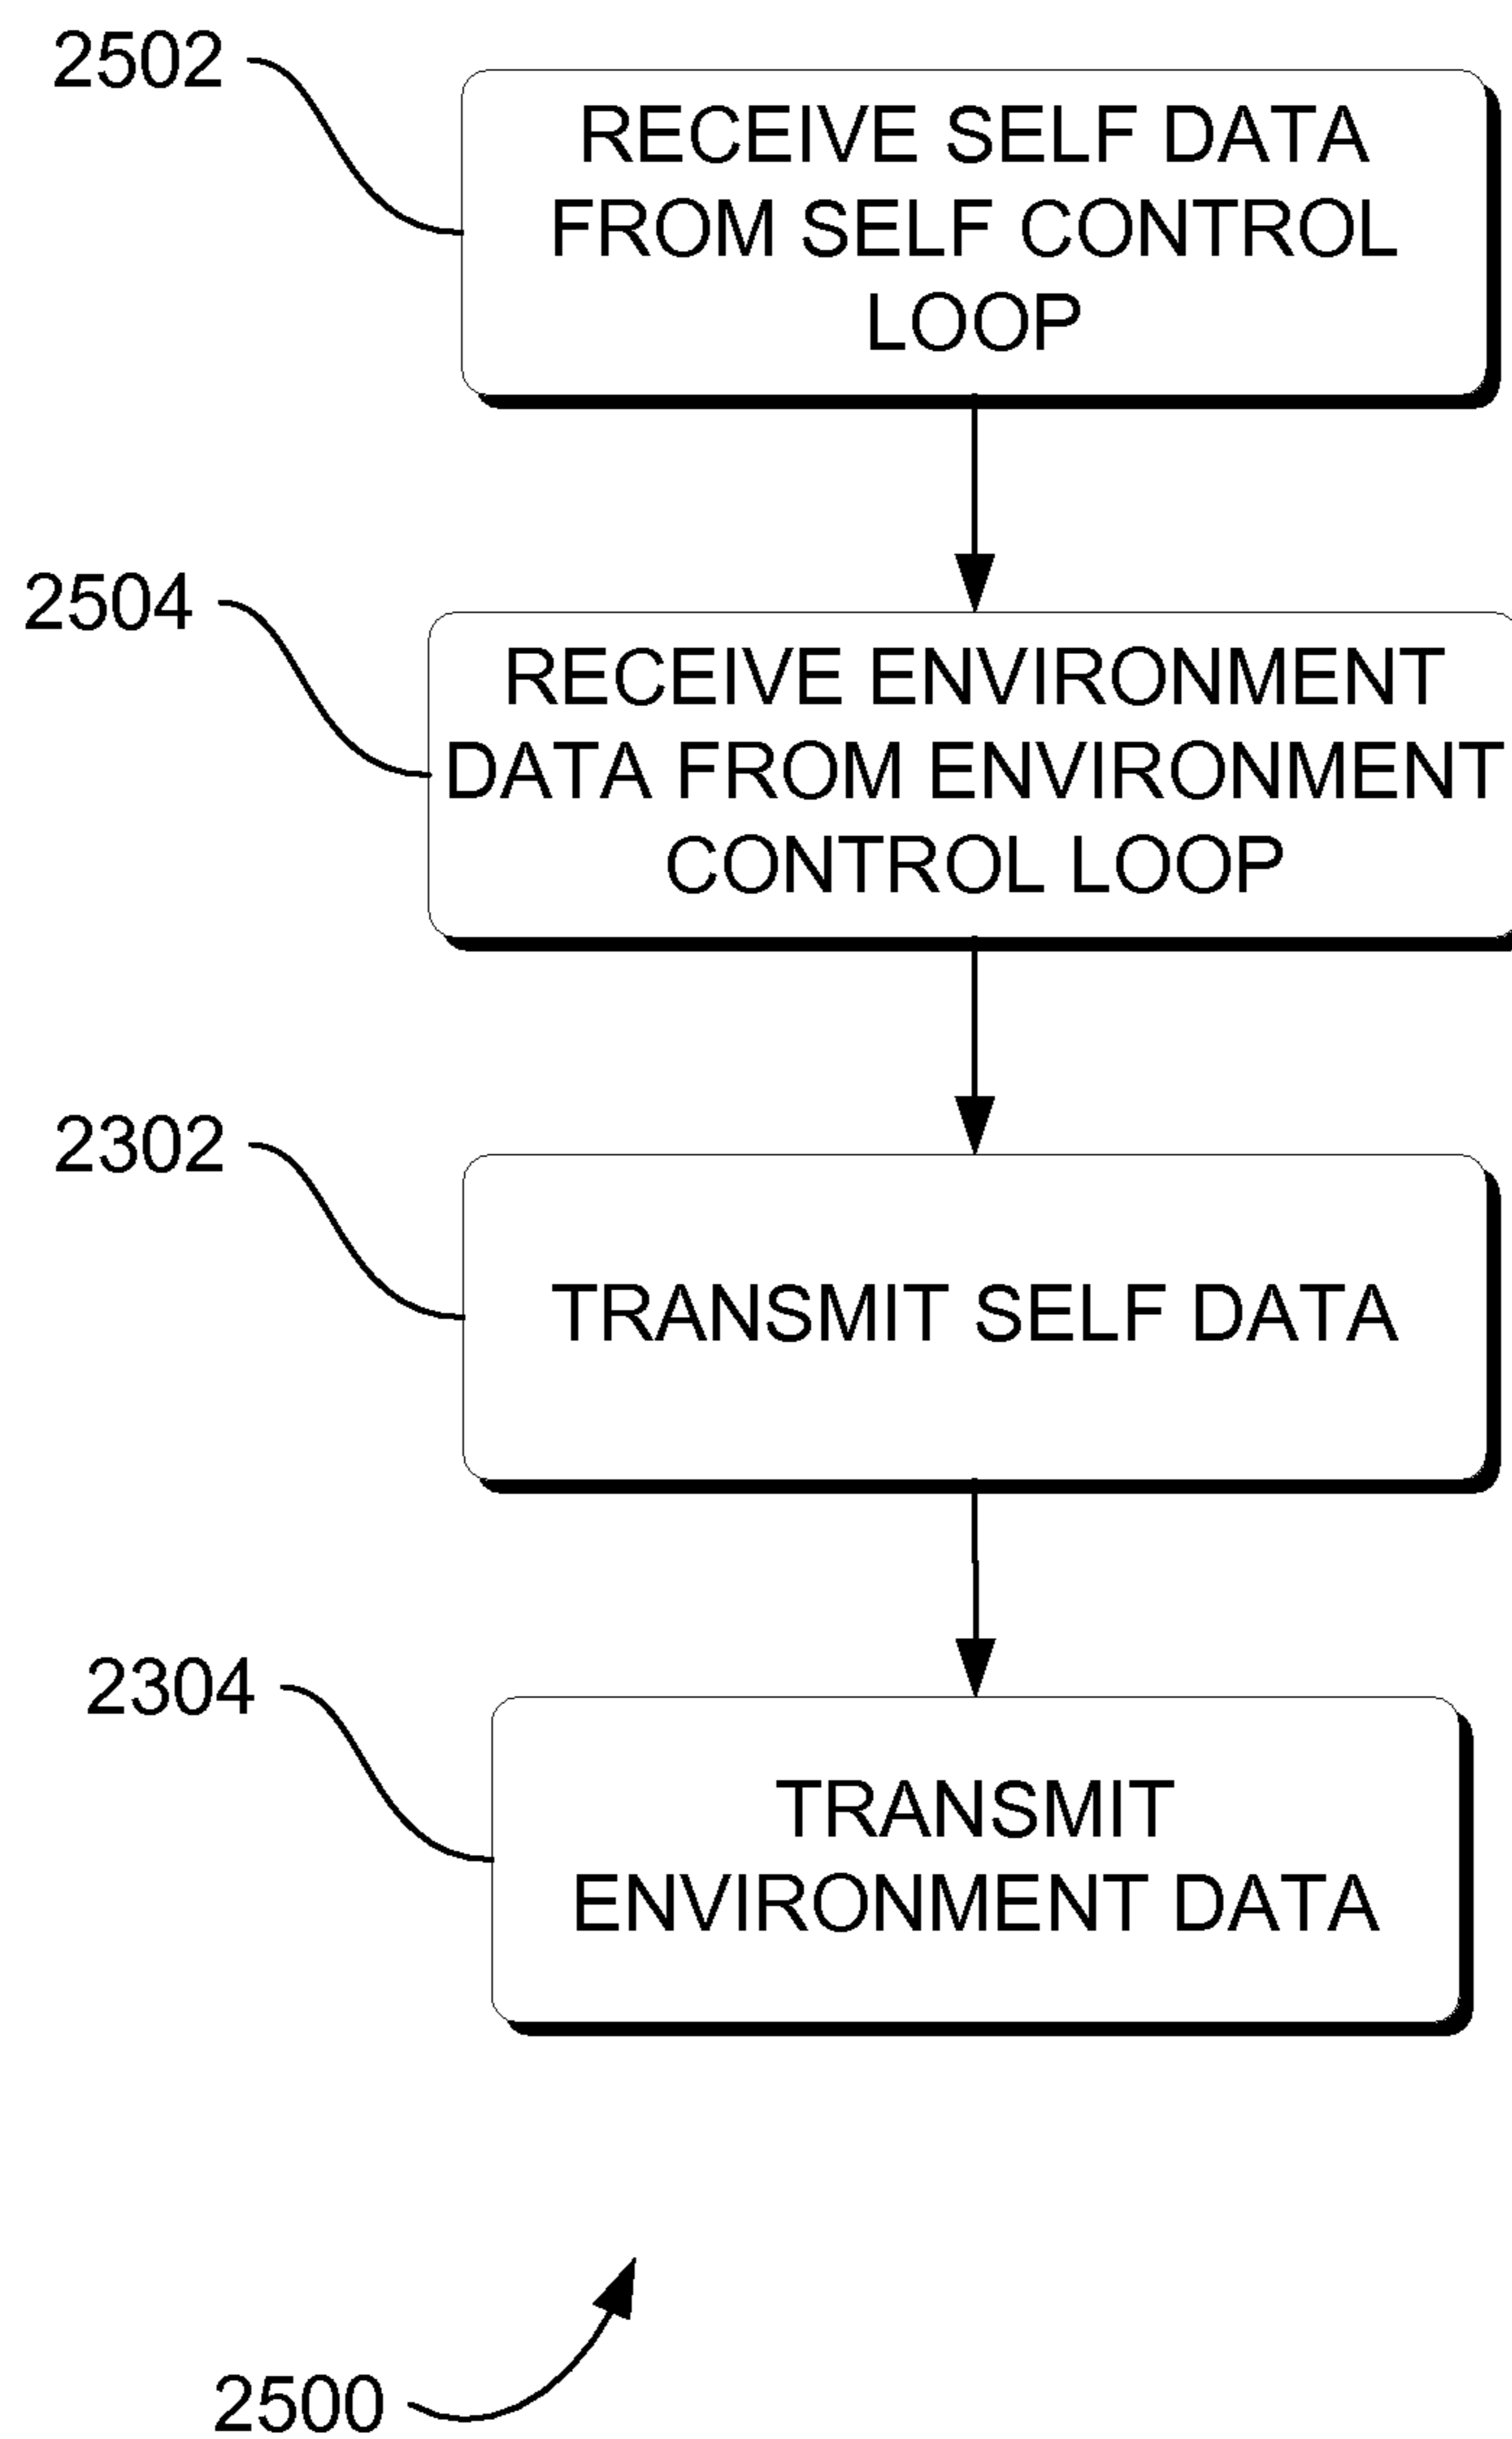 2502
RECEIVE SELF DATA
FROM SELF CONTROL
LOOP
2504
RECEIVE ENVIRONMENT
DATA FROM ENVIRONMENT
CONTROL LOOP
2302
TRANSMIT SELF DATA
2304
TRANSMIT
ENVIRONMENT DATA
2500